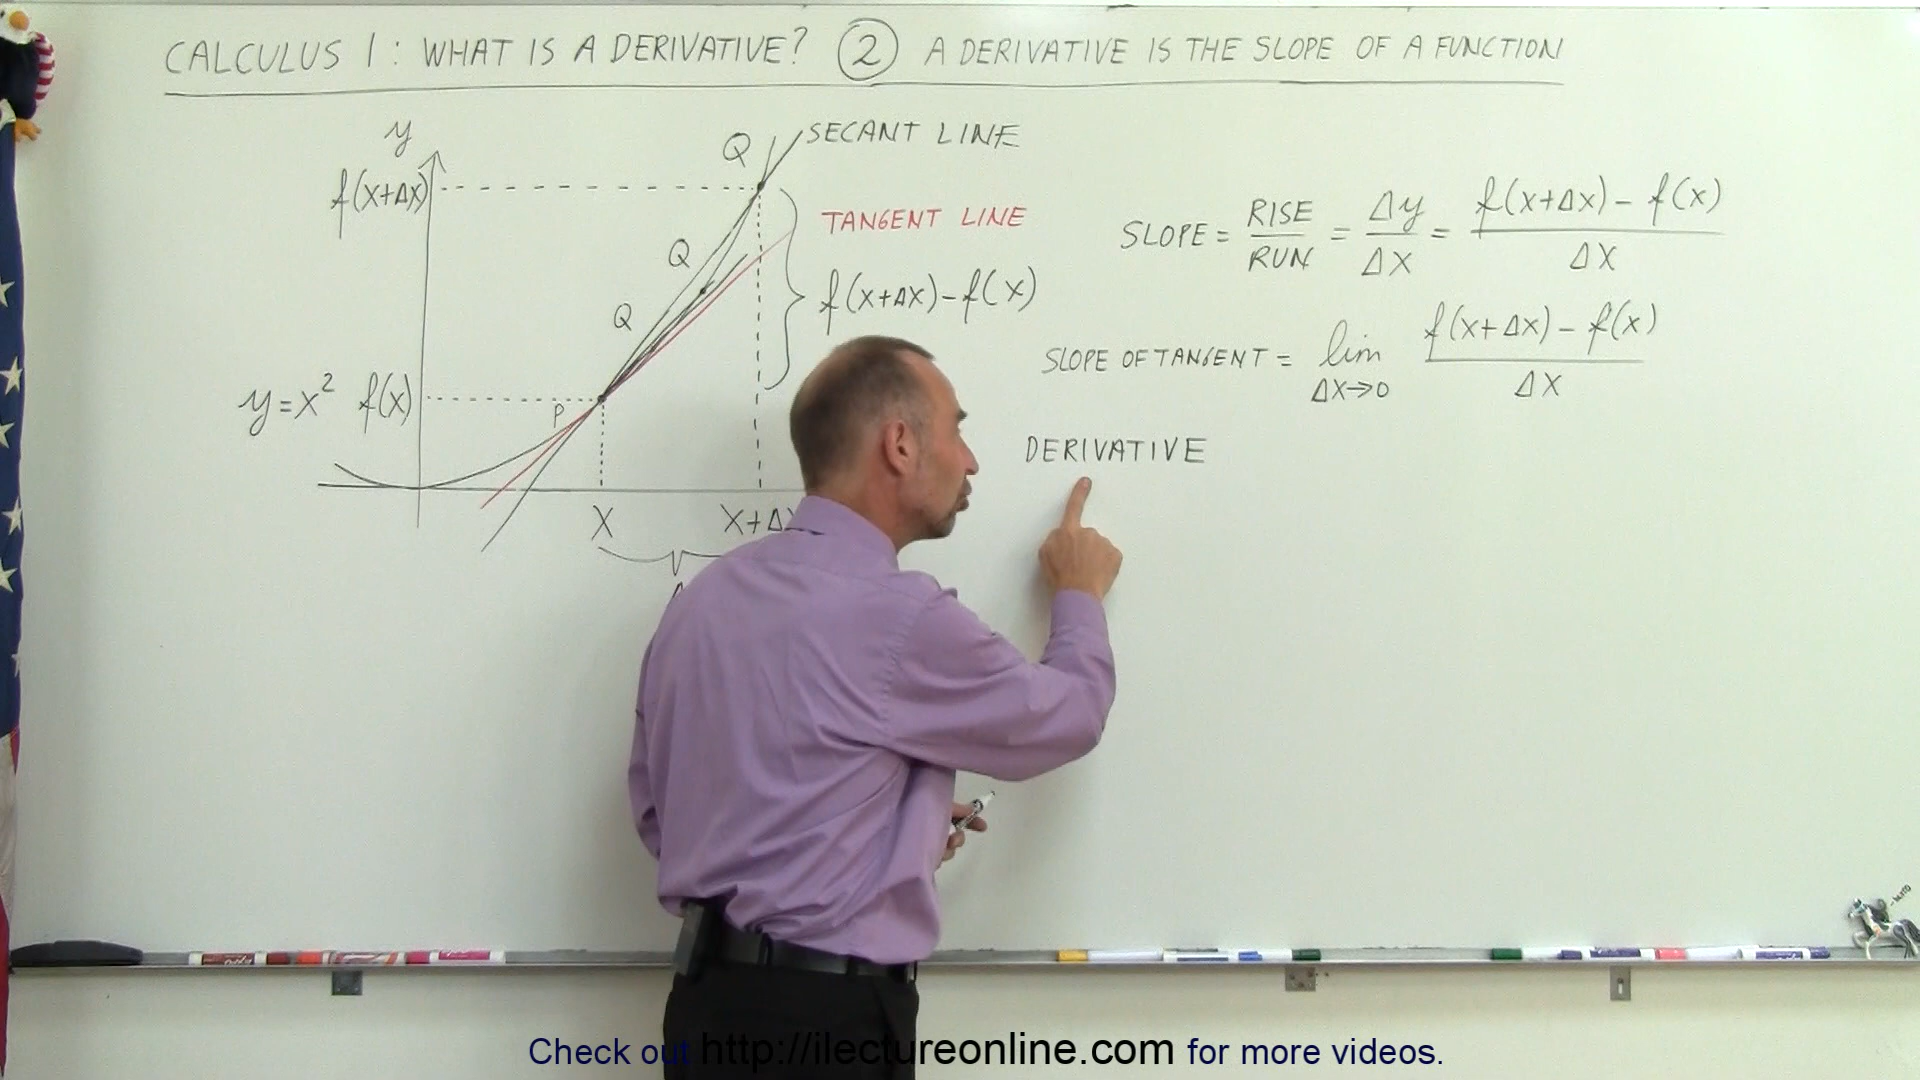 CALCULUS 1: WHAT IS A DERIVATIVE? ② A DERIVATIVE IS THE SLOPE OF A FUNCTION
y
Q
SECANT LINE
f(x+Δx)
TANGENT LINE
Q
f(x+Δx)-f(x)
Q
y=x² f(x)
P
X
X+Δx
SLOPE = RISE/RUN = Δy/Δx = f(x+Δx)-f(x)/Δx
SLOPE OF TANGENT = lim Δx→0 f(x+Δx)-f(x)/Δx
DERIVATIVE
Check out http://ilectureonline.com for more videos.